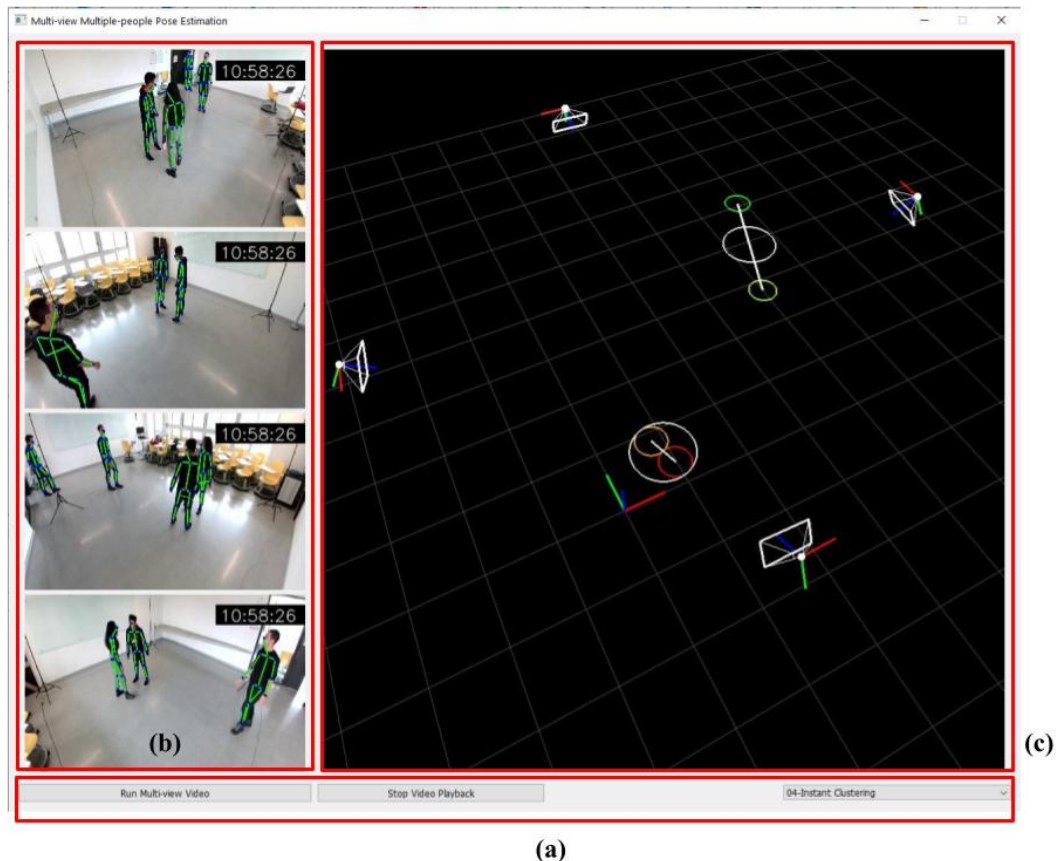 Multi-view Multiple-people Pose Estimation
10:58:26
10:58:26
10:58:26
10:58:26
(b)
(c)
Run Multi-view Video
Stop Video Playback
04-Instant Clustering
(a)